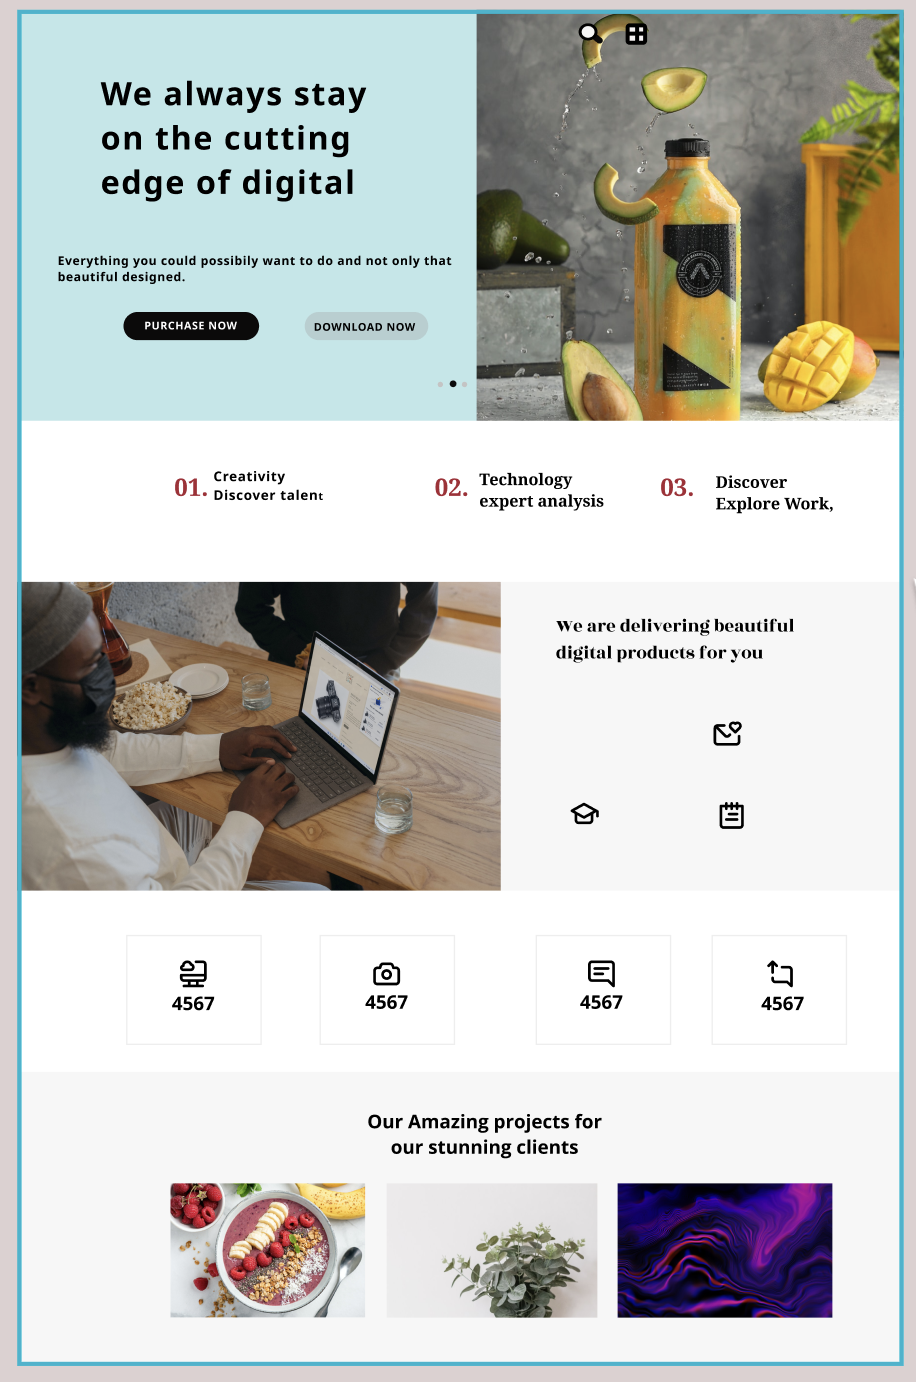 We always stay
on the cutting
edge of digital
Everything you could possibily want to do and not only that
beautiful designed.
PURCHASE NOW
DOWNLOAD NOW
01.
Creativity
Discover talent
02.
Technology
expert analysis
03.
Discover
Explore Work,
We are delivering beautiful
digital products for you
4567
4567
4567
4567
Our Amazing projects for
our stunning clients